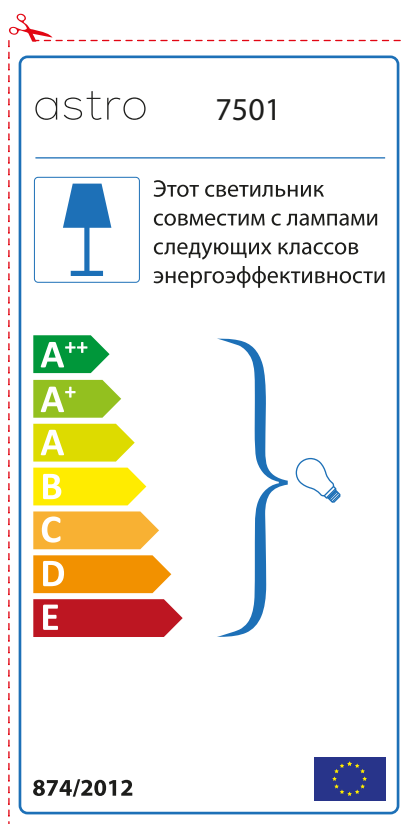 astro 7501
Этот светильник
совместим с лампами
следующих классов
энергоэффективности
A++
A+
A
B
C
D
E
874/2012